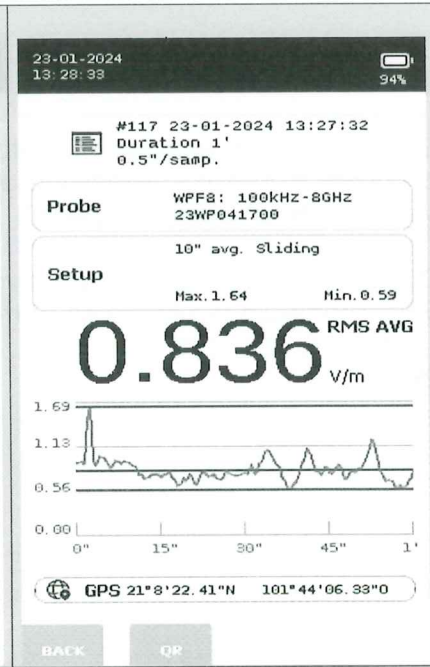 23-01-2024
13:28:33
94%
#117 23-01-2024 13:27:32
Duration 1'
0.5"/samp.
Probe
WPF8: 100kHz-8GHz
23WP041700
Setup
10" avg. Sliding
Max.1.64 Min.0.59
0.836
RMS AVG
V/m
1.69
1.13
0.56
0.00
0" 15" 30" 45" 1'
GPS 21°8'22.41"N 101°44'06.33"O
BACK QR